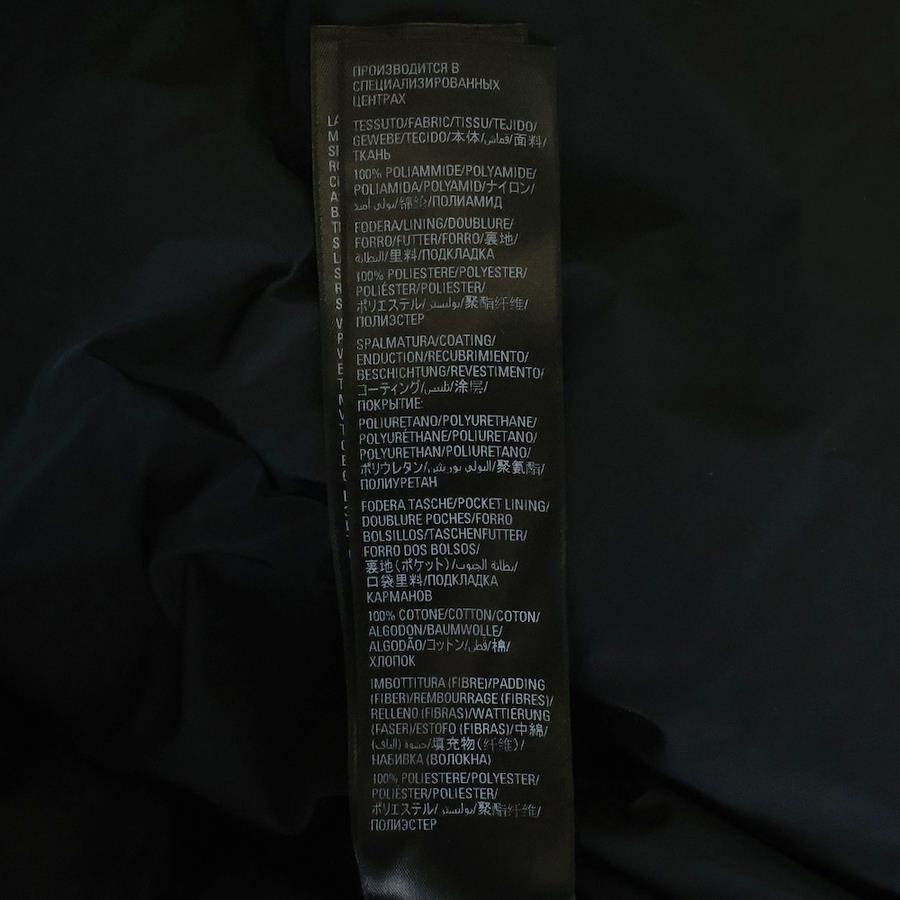 ПРОИЗВОДИТСЯ В
СПЕЦИАЛИЗИРОВАННЫХ
ЦЕНТРАХ
TESSUTO/FABRIC/TISSU/TEJIDO/
GEWEBE/TECIDO/本体/قماش/面料/
ТКАНЬ
100% POLIAMMIDE/POLYAMIDE/
POLIAMIDA/POLYAMID/ナイロン/
بولي أميد/锦纶/ПОЛИАМИД
FODERA/LINING/DOUBLURE/
FORRO/FUTTER/FORRO/裏地/
البطانة/里料/ПОДКЛАДКА
100% POLIESTERE/POLYESTER/
POLIÉSTER/POLIESTER/
ポリエステル/بوليستر/聚酯纤维/
ПОЛИЭСТЕР
SPALMATURA/COATING/
ENDUCTION/RECUBRIMIENTO/
BESCHICHTUNG/REVESTIMENTO/
コーティング/تلبيس/涂层/
ПОКРЫТИЕ:
POLIURETANO/POLYURETHANE/
POLYURÉTHANE/POLIURETANO/
POLYURETHAN/POLIURETANO/
ポリウレタン/البولي يوريثين/聚氨酯/
ПОЛИУРЕТАН
FODERA TASCHE/POCKET LINING/
DOUBLURE POCHES/FORRO
BOLSILLOS/TASCHENFUTTER/
FORRO DOS BOLSOS/
裏地(ポケット)/بطانة الجيوب/
口袋里料/ПОДКЛАДКА
КАРМАНОВ
100% COTONE/COTTON/COTON/
ALGODON/BAUMWOLLE/
ALGODÃO/コットン/قطن/棉/
ХЛОПОК
IMBOTTITURA (FIBRE)/PADDING
(FIBER)/REMBOURRAGE (FIBRES)/
RELLENO (FIBRAS)/WATTIERUNG
(FASER)/ESTOFO (FIBRAS)/中綿/
حشوة (ألياف)/填充物(纤维)/
НАБИВКА (ВОЛОКНА)
100% POLIESTERE/POLYESTER/
POLIÉSTER/POLIESTER/
ポリエステル/بوليستر/聚酯纤维/
ПОЛИЭСТЕР